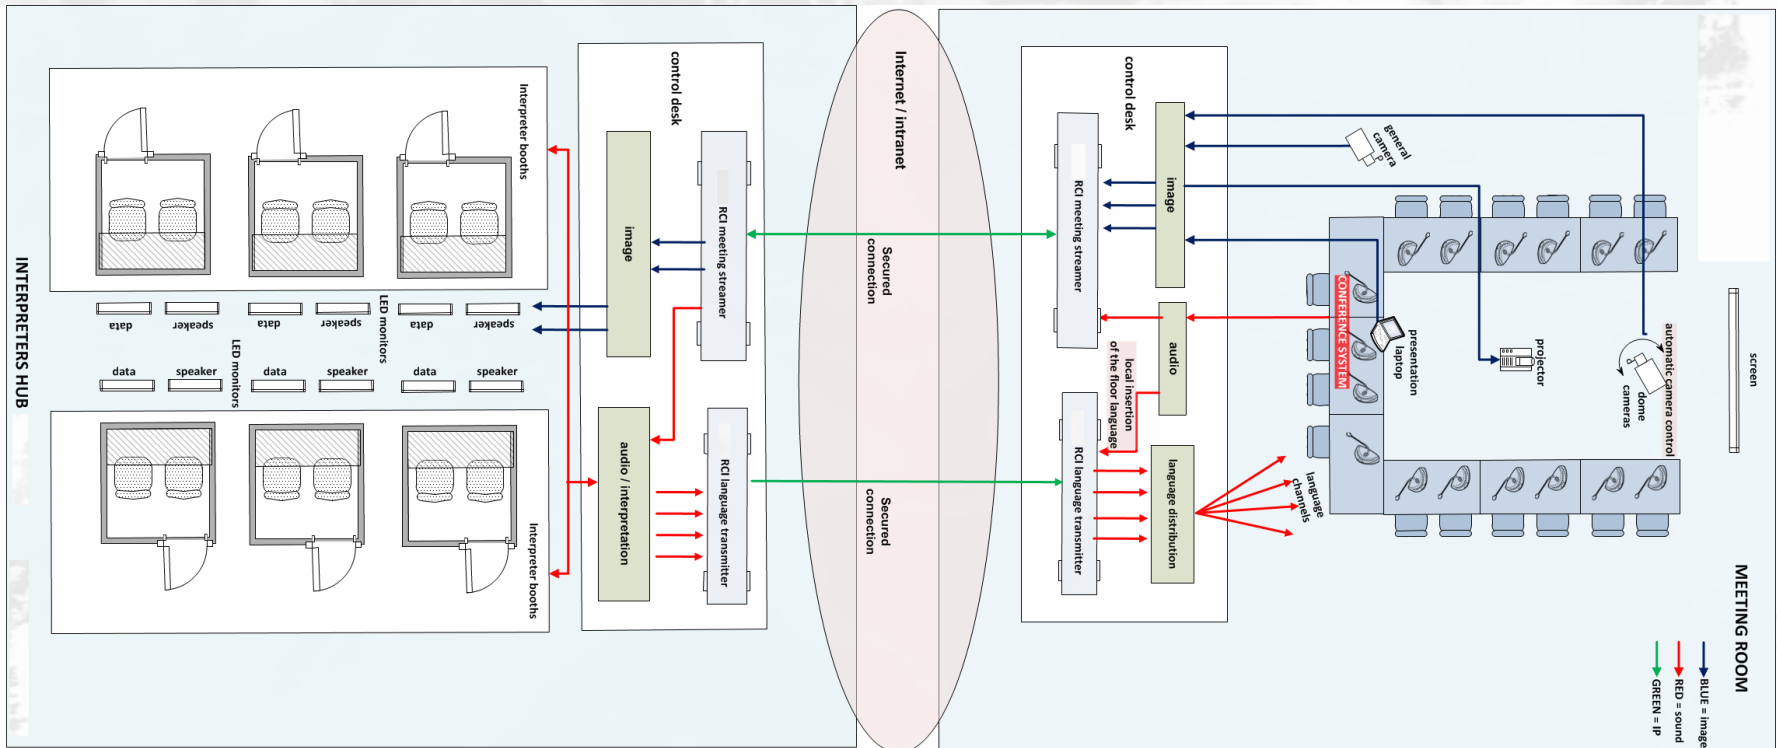 INTERPRETERS HUB
Interpreter booths
data
speaker
data
speaker
data
speaker
LED monitors
LED monitors
data
speaker
data
speaker
data
speaker
Interpreter booths
control desk
image
RCI meeting streamer
audio / interpretation
RCI language transmitter
Internet / intranet
Secured
connection
Secured
connection
control desk
RCI meeting streamer
image
audio
local insertion
of the floor language
RCI language transmitter
language distribution
language
channels
general
camera
CONFERENCE SYSTEM
presentation
laptop
projector
automatic camera control
dome
cameras
screen
MEETING ROOM
BLUE = image
RED = sound
GREEN = IP